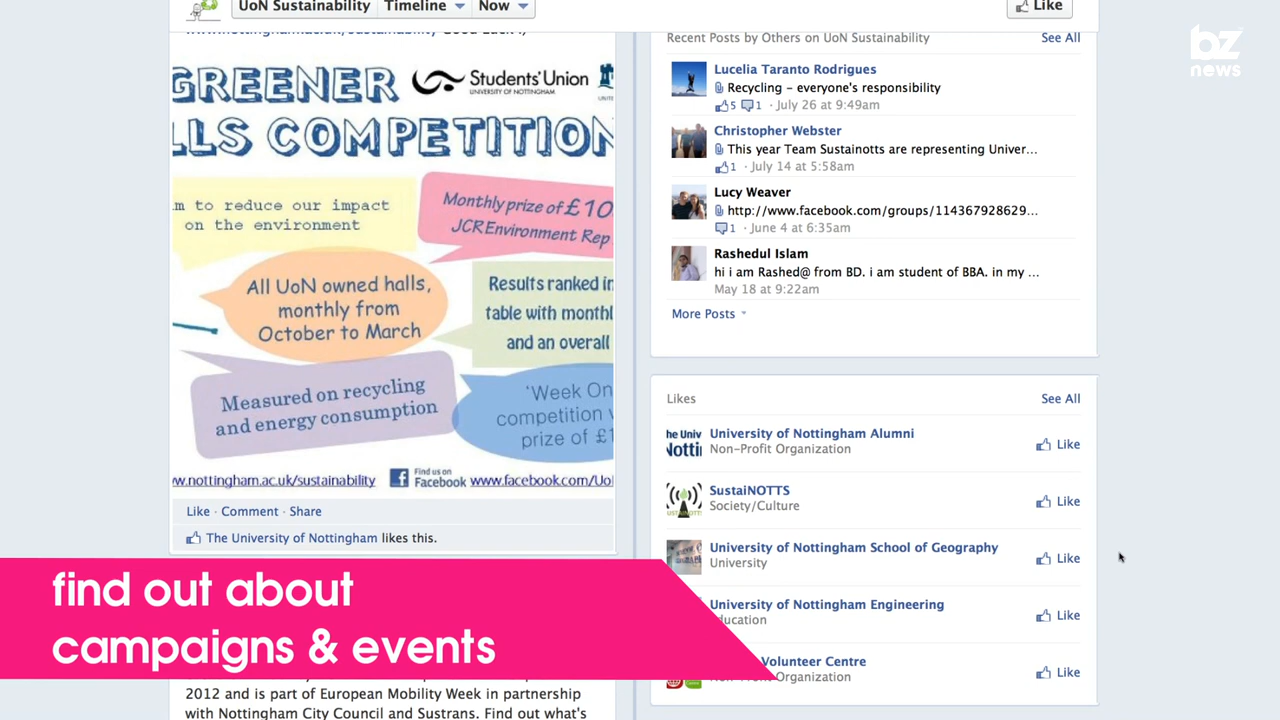 UoN Sustainability Timeline Now Like
bz
news
www.nottingham.ac.uk/sustainability Good Luck !)
GREENER
Students' Union
UNIVERSITY OF NOTTINGHAM
LLS COMPETITION
m to reduce our impact
on the environment
Monthly prize of £10
JCR Environment Rep
All UoN owned halls,
monthly from
October to March
Results ranked in
table with monthl
and an overall
Measured on recycling
and energy consumption
'Week On
competition w
prize of £1
w.nottingham.ac.uk/sustainability
Find us on
Facebook
www.facebook.com/Uo
Like · Comment · Share
The University of Nottingham likes this.
Recent Posts by Others on UoN Sustainability See All
Lucelia Taranto Rodrigues
Recycling – everyone's responsibility
5 1 · July 26 at 9:49am
Christopher Webster
This year Team Sustainotts are representing Univer...
1 · July 14 at 5:58am
Lucy Weaver
http://www.facebook.com/groups/114367928629...
1 · June 4 at 6:35am
Rashedul Islam
hi i am Rashed@ from BD. i am student of BBA. in my ...
May 18 at 9:22am
More Posts
Likes See All
University of Nottingham Alumni
Non-Profit Organization
Like
SustaiNOTTS
Society/Culture
Like
University of Nottingham School of Geography
University
Like
University of Nottingham Engineering
ducation
Like
Volunteer Centre
Organization
Like
find out about
campaigns & events
2012 and is part of European Mobility Week in partnership
with Nottingham City Council and Sustrans. Find out what's